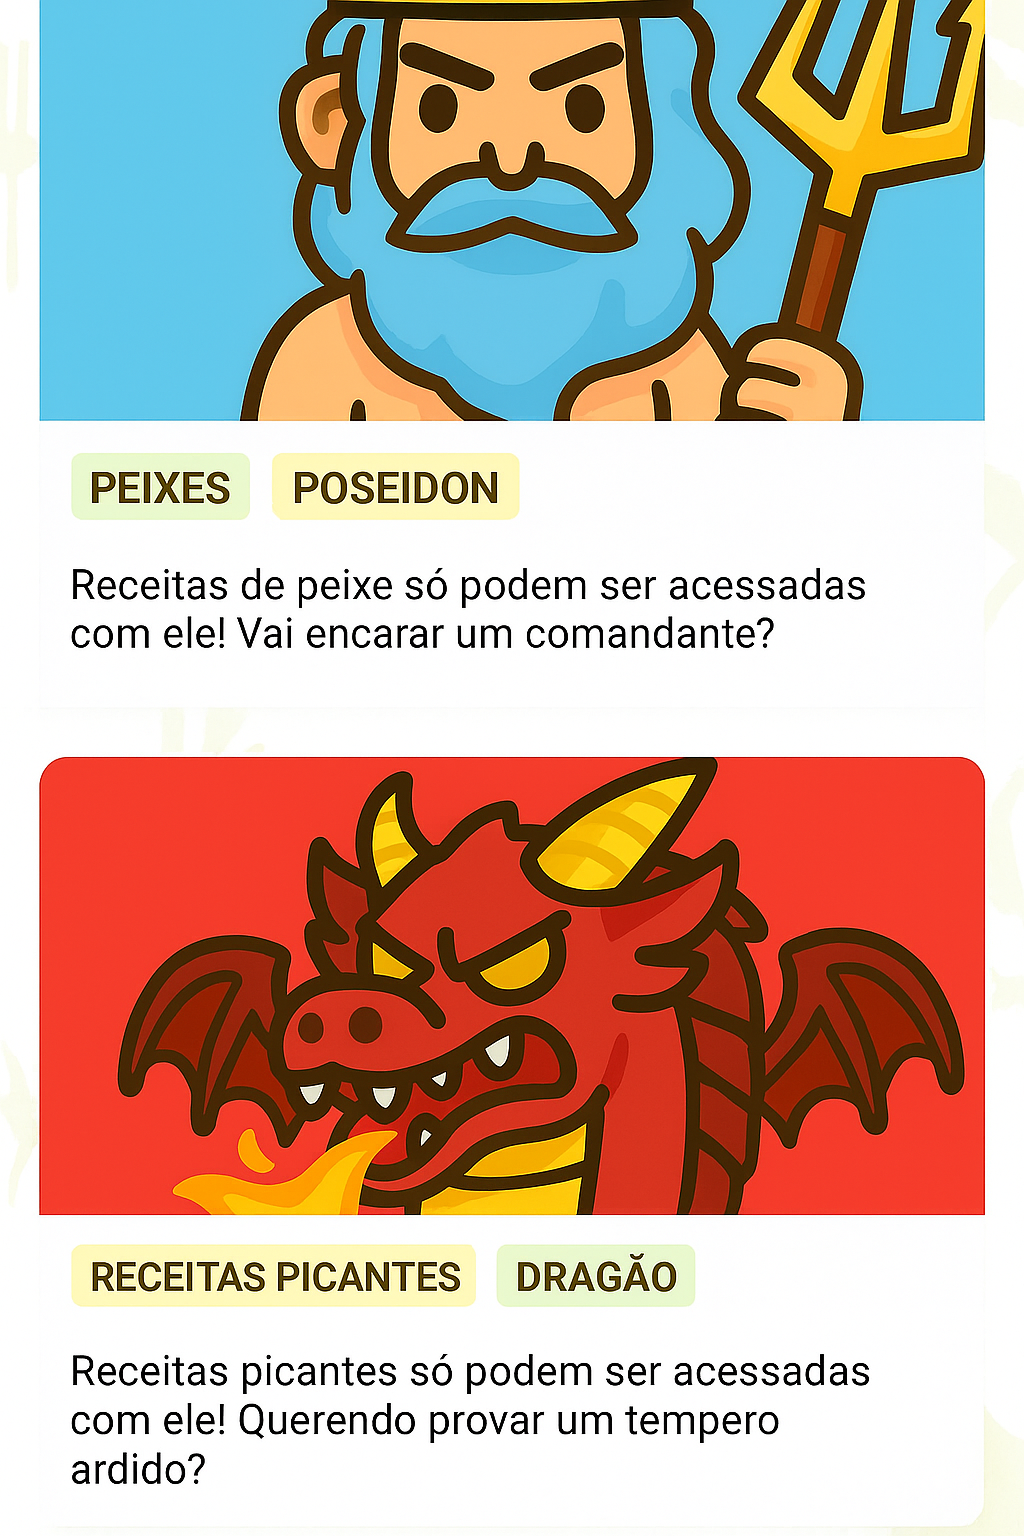 PEIXES POSEIDON
Receitas de peixe só podem ser acessadas
com ele! Vai encarar um comandante?
RECEITAS PICANTES DRAGĂO
Receitas picantes só podem ser acessadas
com ele! Querendo provar um tempero
ardido?